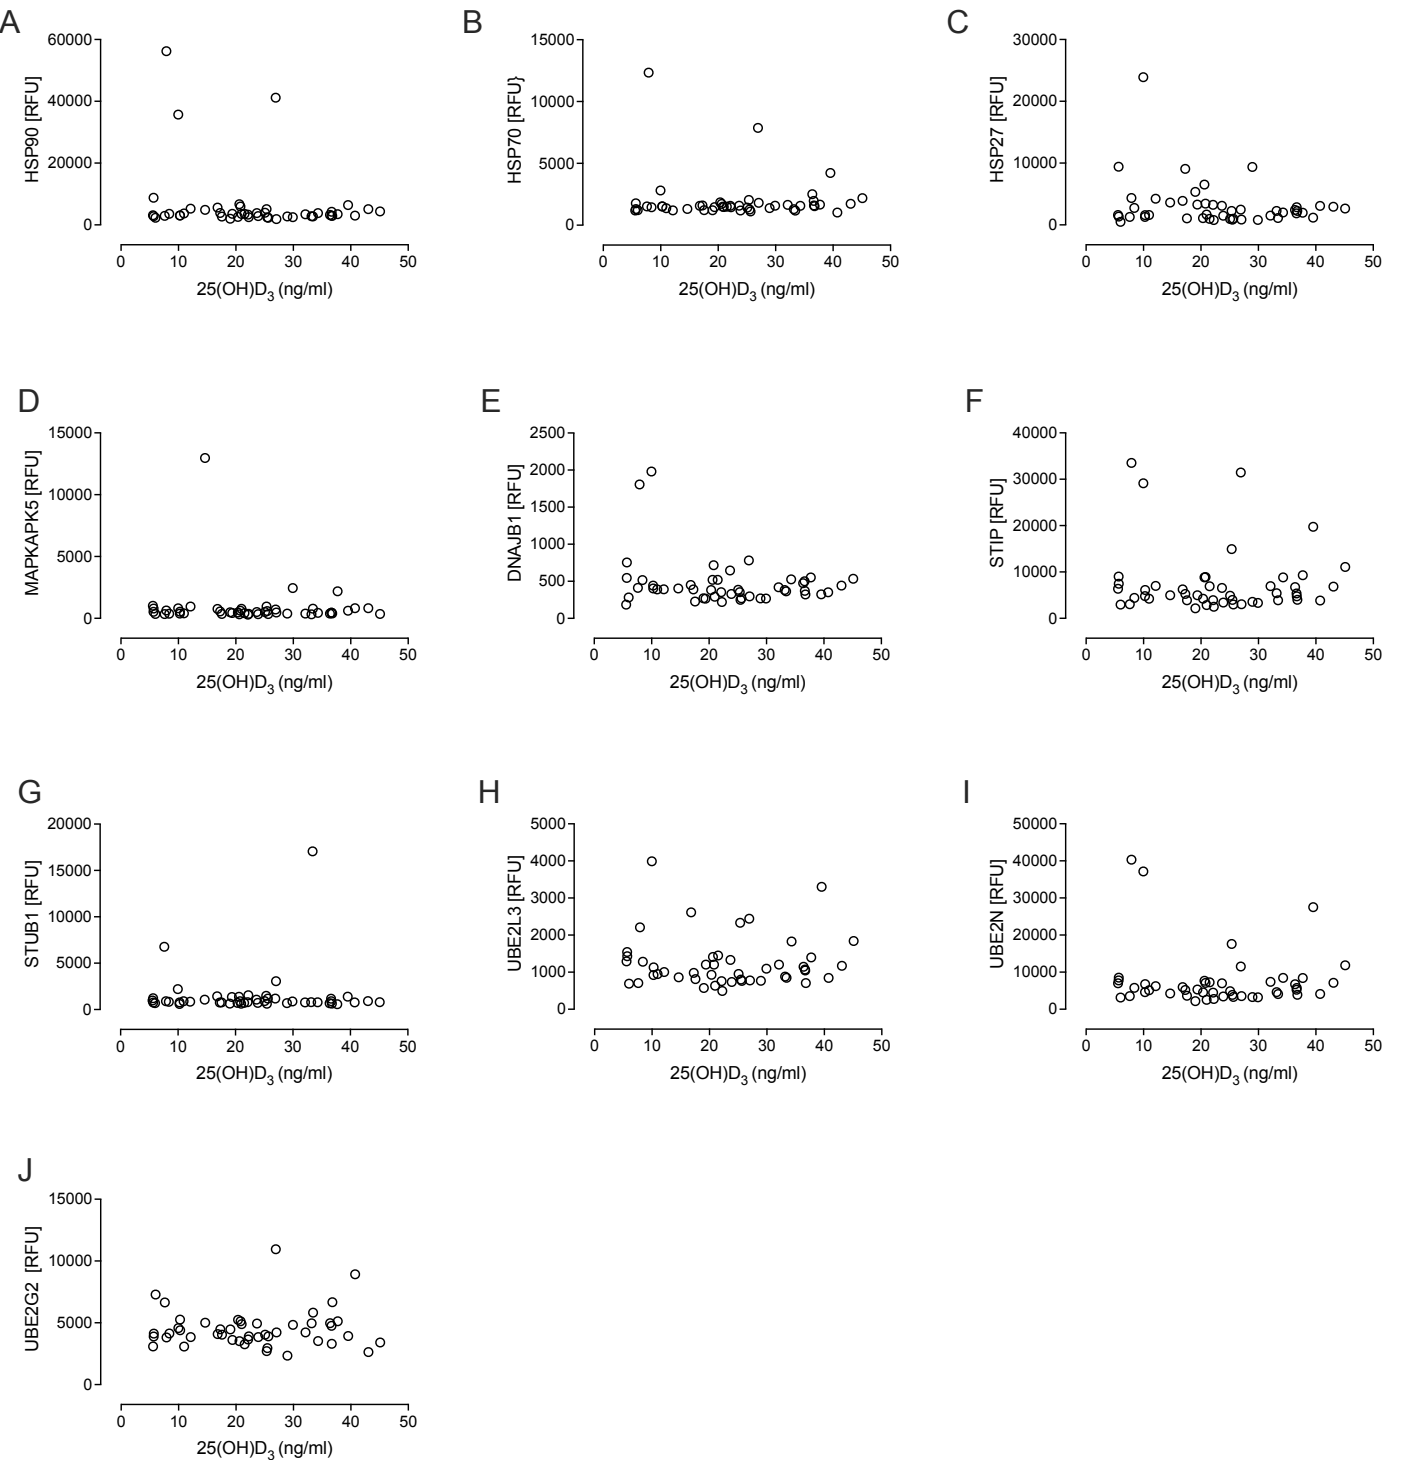 A
B
C
HSP90 [RFU]
60000
40000
20000
0
0 10 20 30 40 50
25(OH)D3 (ng/ml)
HSP70 [RFU}
15000
10000
5000
0
0 10 20 30 40 50
25(OH)D3 (ng/ml)
HSP27 [RFU]
30000
20000
10000
0
0 10 20 30 40 50
25(OH)D3 (ng/ml)
D
E
F
MAPKAPK5 [RFU]
15000
10000
5000
0
0 10 20 30 40 50
25(OH)D3 (ng/ml)
DNAJB1 [RFU]
2500
2000
1500
1000
500
0
0 10 20 30 40 50
25(OH)D3 (ng/ml)
STIP [RFU]
40000
30000
20000
10000
0
0 10 20 30 40 50
25(OH)D3 (ng/ml)
G
H
I
STUB1 [RFU]
20000
15000
10000
5000
0
0 10 20 30 40 50
25(OH)D3 (ng/ml)
UBE2L3 [RFU]
5000
4000
3000
2000
1000
0
0 10 20 30 40 50
25(OH)D3 (ng/ml)
UBE2N [RFU]
50000
40000
30000
20000
10000
0
0 10 20 30 40 50
25(OH)D3 (ng/ml)
J
UBE2G2 [RFU]
15000
10000
5000
0
0 10 20 30 40 50
25(OH)D3 (ng/ml)